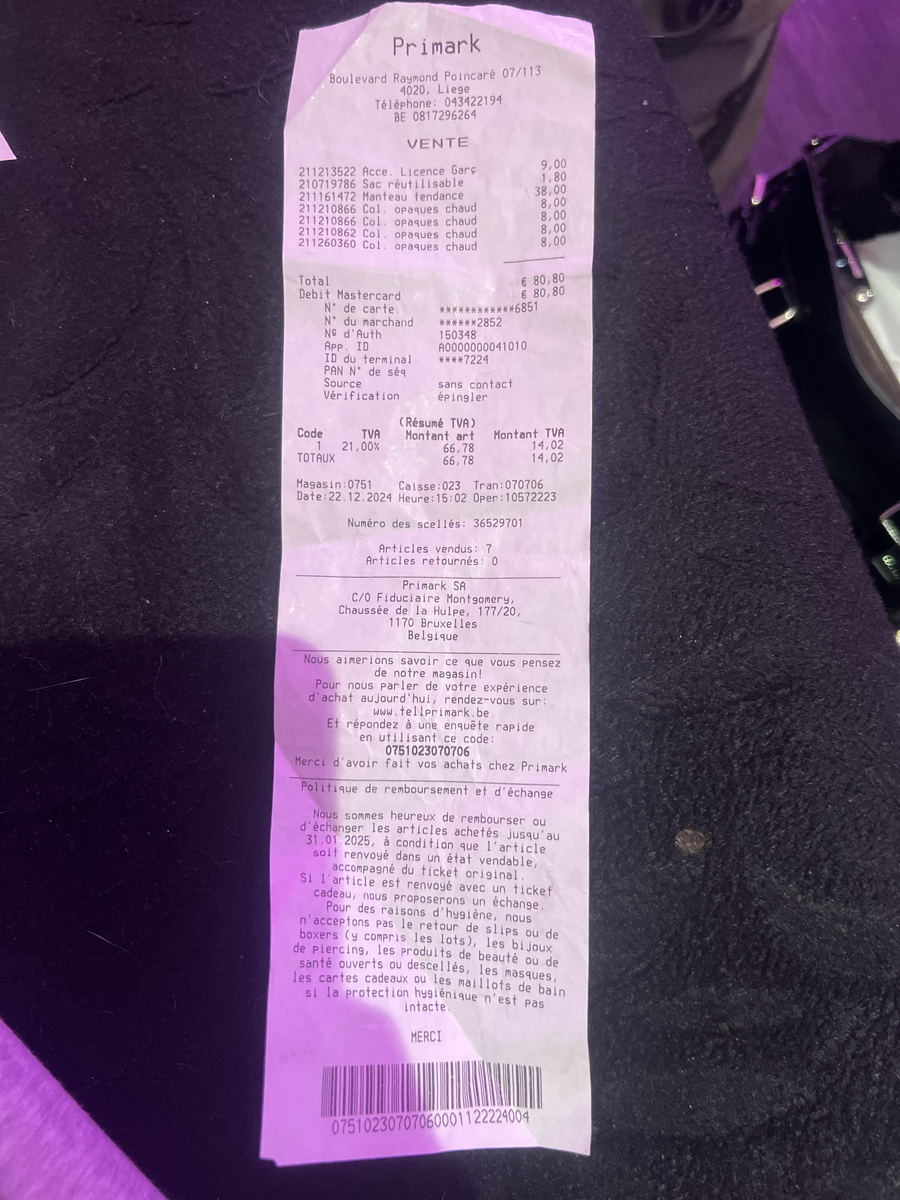 Primark
Boulevard Raymond Poincaré 07/113
4020, Liege
Téléphone: 043422194
BE 0817296264
VENTE
211213522 Acce. Licence Garç 9,00
210719786 Sac réutilisable 1,80
211161472 Manteau tendance 38,00
211210866 Col. opaques chaud 8,00
211210866 Col. opaques chaud 8,00
211210862 Col. opaques chaud 8,00
211260360 Col. opaques chaud 8,00
Total € 80,80
Debit Mastercard € 80,80
N° de carte ************6851
N° du marchand ******2852
Nº d'Auth 150348
App. ID A0000000041010
ID du terminal ****7224
PAN N° de séq
Source sans contact
Vérification épingler
(Résumé TVA)
Code TVA Montant art Montant TVA
1 21,00% 66,78 14,02
TOTAUX 66,78 14,02
Magasin:0751 Caisse:023 Tran:070706
Date:22.12.2024 Heure:15:02 Oper:10572223
Numéro des scellés: 36529701
Articles vendus: 7
Articles retournés: 0
Primark SA
C/O Fiduciaire Montgomery,
Chaussée de la Hulpe, 177/20,
1170 Bruxelles
Belgique
Nous aimerions savoir ce que vous pensez
de notre magasin!
Pour nous parler de votre expérience
d'achat aujourd'hui, rendez-vous sur:
www.tellprimark.be
Et répondez à une enquête rapide
en utilisant ce code:
0751023070706
Merci d'avoir fait vos achats chez Primark
Politique de remboursement et d'échange
Nous sommes heureux de rembourser ou
d'échanger les articles achetés jusqu'au
31.01.2025, à condition que l'article
soit renvoyé dans un état vendable,
accompagné du ticket original.
Si l'article est renvoyé avec un ticket
cadeau, nous proposerons un échange.
Pour des raisons d'hygiène, nous
n'acceptons pas le retour de slips ou de
boxers (y compris les lots), les bijoux
de piercing, les produits de beauté ou de
santé ouverts ou descellés, les masques,
les cartes cadeaux ou les maillots de bain
si la protection hygiénique n'est pas
intacte.
MERCI
07510230707060001122224004